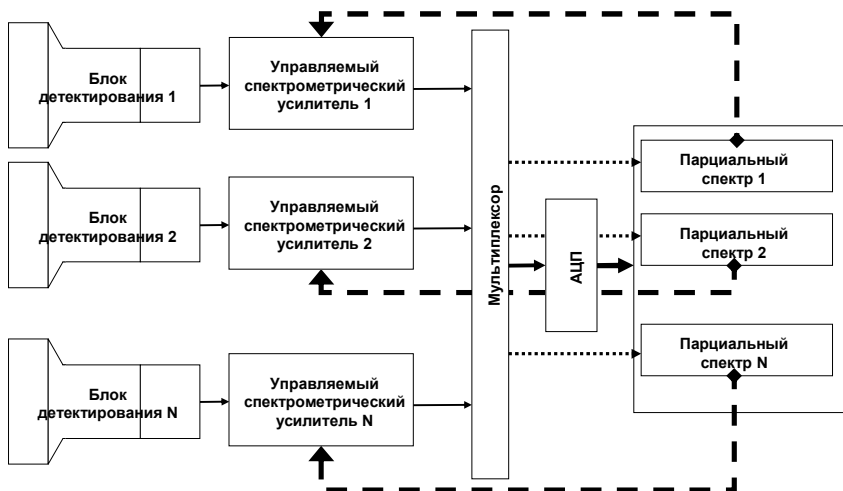 Блок
детектирования 1
Управляемый
спектрометрический
усилитель 1
Блок
детектирования 2
Управляемый
спектрометрический
усилитель 2
Блок
детектирования N
Управляемый
спектрометрический
усилитель N
Мультиплексор
АЦП
Парциальный
спектр 1
Парциальный
спектр 2
Парциальный
спектр N